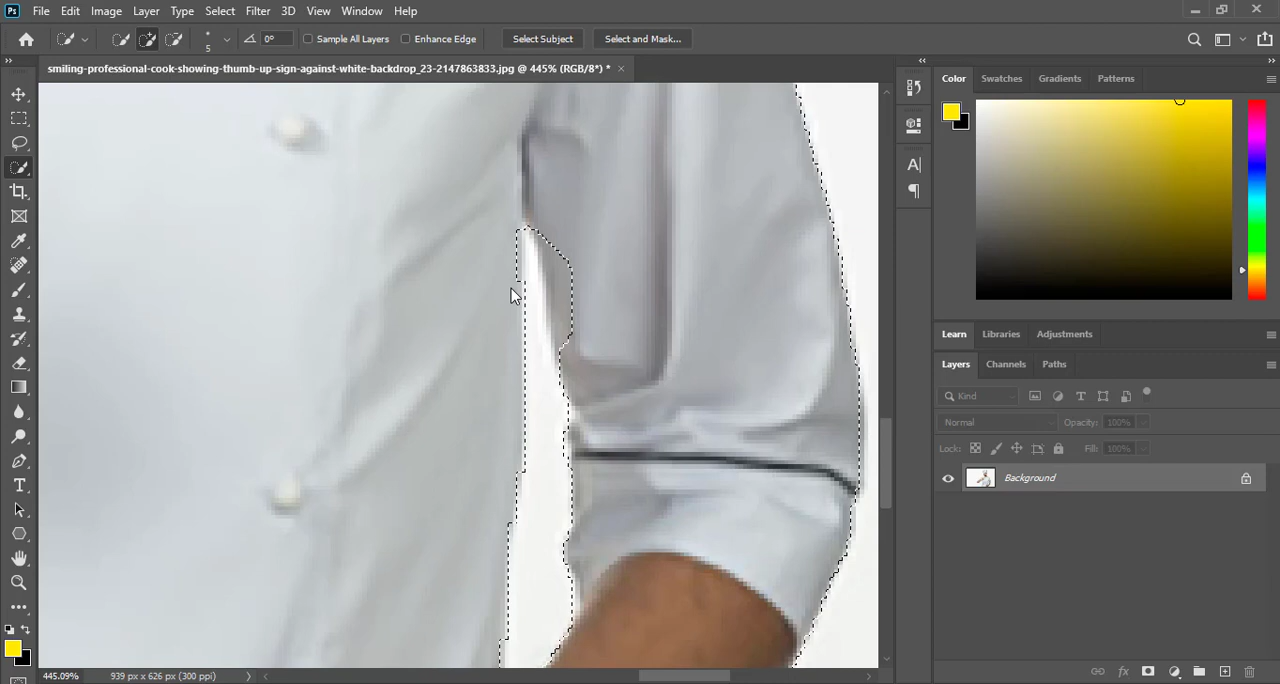 Ps File Edit Image Layer Type Select Filter 3D View Window Help
5 0° Sample All Layers Enhance Edge Select Subject Select and Mask...
smiling-professional-cook-showing-thumb-up-sign-against-white-backdrop_23-2147863833.jpg @ 445% (RGB/8*) *
Color Swatches Gradients Patterns
Learn Libraries Adjustments
Layers Channels Paths
Kind
Normal Opacity: 100%
Lock: Fill: 100%
Background
445.09% 939 px x 626 px (300 ppi)